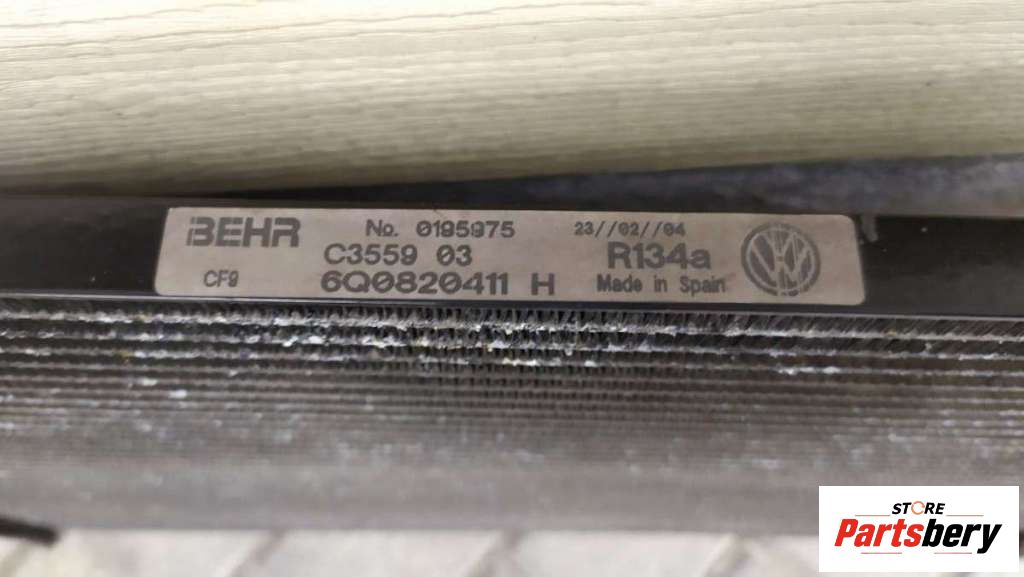 BEHR No. 0195975 23//02//04
C3559 03 R134a
CF9 6Q0820411 H Made in Spain
STORE
Partsbery